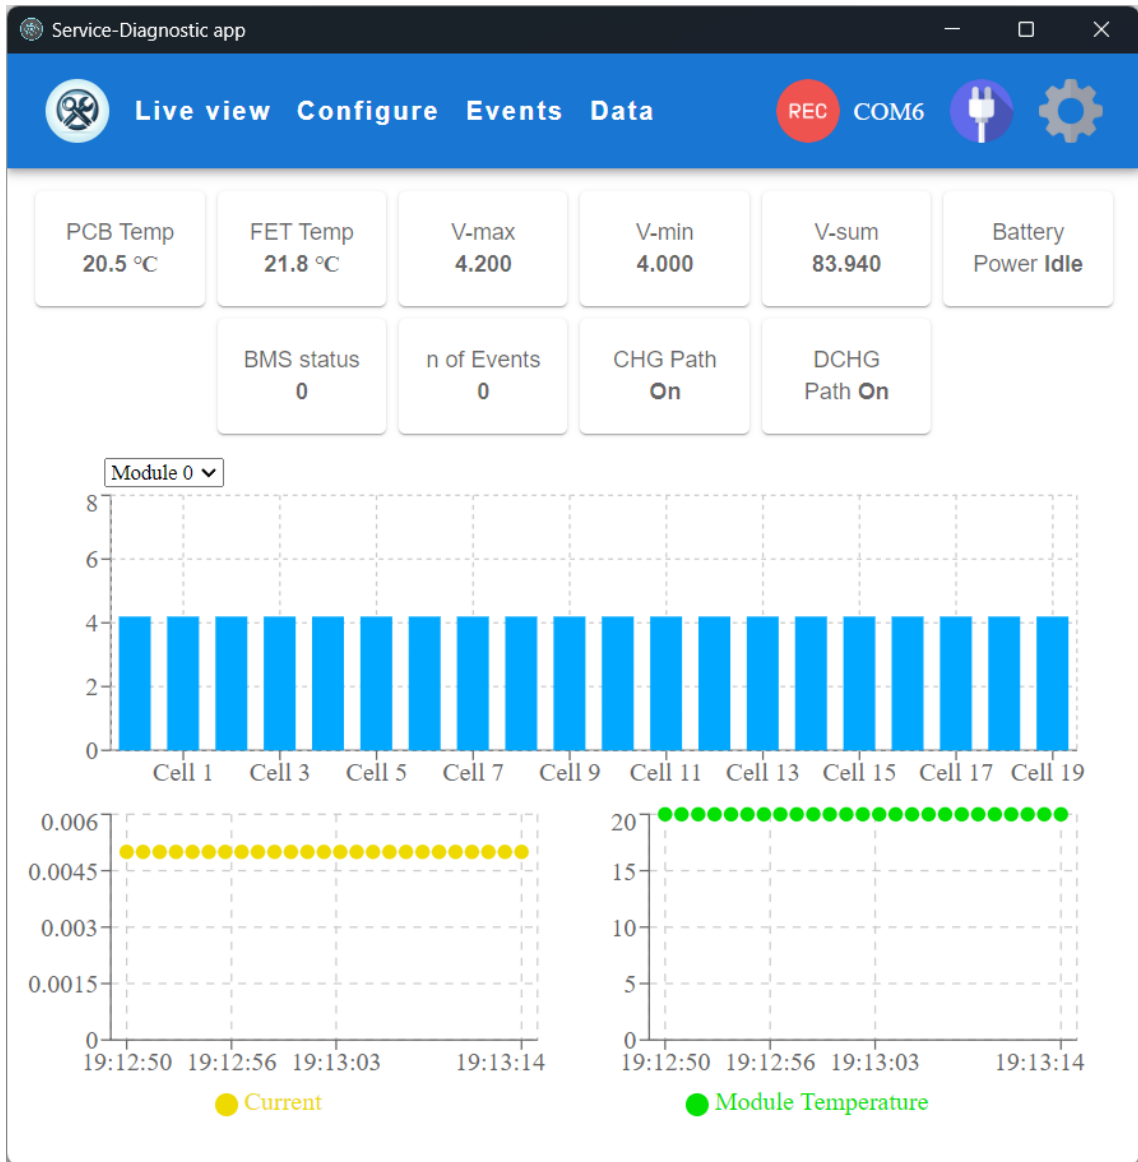 Service-Diagnostic app
Live view Configure Events Data REC COM6
PCB Temp
20.5 °C
FET Temp
21.8 °C
V-max
4.200
V-min
4.000
V-sum
83.940
Battery
Power Idle
BMS status
0
n of Events
0
CHG Path
On
DCHG
Path On
Module 0
8
6
4
2
0
Cell 1 Cell 3 Cell 5 Cell 7 Cell 9 Cell 11 Cell 13 Cell 15 Cell 17 Cell 19
0.006
0.0045
0.003
0.0015
0
19:12:50 19:12:56 19:13:03 19:13:14
Current
20
15
10
5
0
19:12:50 19:12:56 19:13:03 19:13:14
Module Temperature